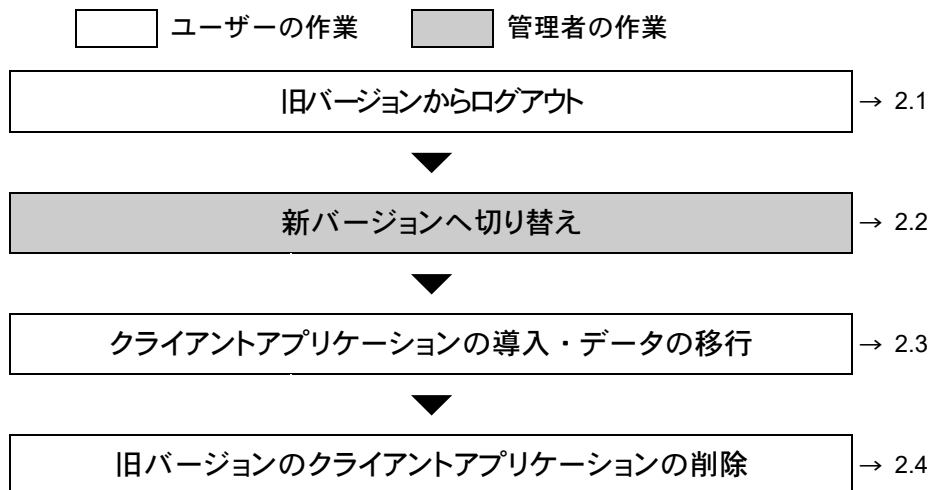 ユーザーの作業 管理者の作業
旧バージョンからログアウト → 2.1
新バージョンへ切り替え → 2.2
クライアントアプリケーションの導入・データの移行 → 2.3
旧バージョンのクライアントアプリケーションの削除 → 2.4